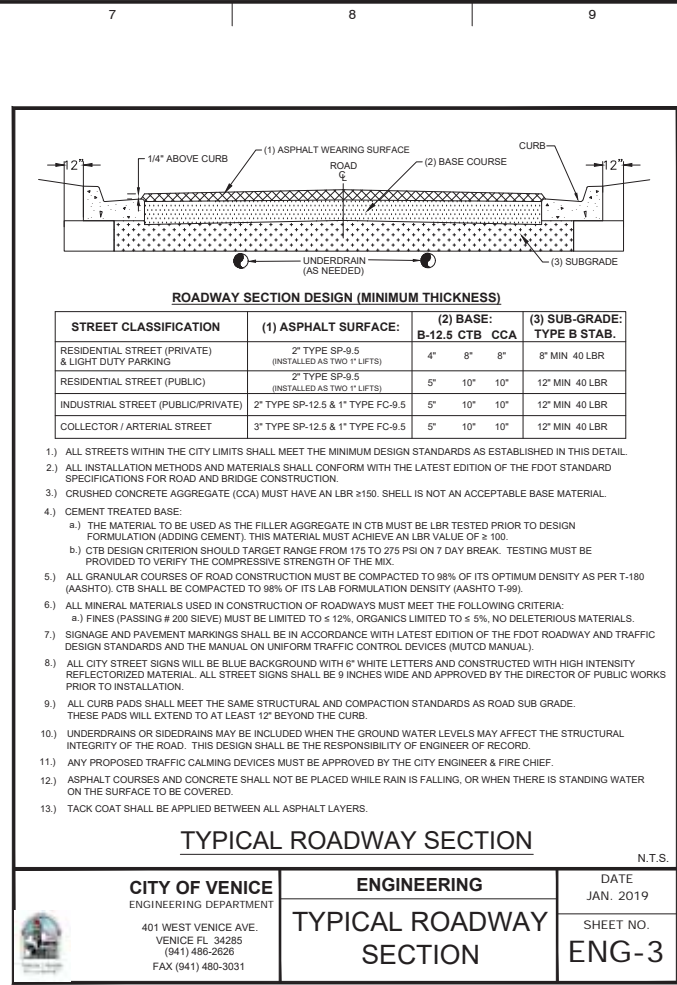 7 8 9
CURB
12" 1/4" ABOVE CURB (1) ASPHALT WEARING SURFACE (2) BASE COURSE 12"
ROAD
℄
UNDERDRAIN
(AS NEEDED)
(3) SUBGRADE
ROADWAY SECTION DESIGN (MINIMUM THICKNESS)
STREET CLASSIFICATION (1) ASPHALT SURFACE: (2) BASE: (3) SUB-GRADE:
B-12.5 CTB CCA TYPE B STAB.
RESIDENTIAL STREET (PRIVATE)
& LIGHT DUTY PARKING 2" TYPE SP-9.5 4" 8" 8" 8" MIN 40 LBR
(INSTALLED AS TWO 1" LIFTS)
RESIDENTIAL STREET (PUBLIC) 2" TYPE SP-9.5 5" 10" 10" 12" MIN 40 LBR
(INSTALLED AS TWO 1" LIFTS)
INDUSTRIAL STREET (PUBLIC/PRIVATE) 2" TYPE SP-12.5 & 1" TYPE FC-9.5 5" 10" 10" 12" MIN 40 LBR
COLLECTOR / ARTERIAL STREET 3" TYPE SP-12.5 & 1" TYPE FC-9.5 5" 10" 10" 12" MIN 40 LBR
1.) ALL STREETS WITHIN THE CITY LIMITS SHALL MEET THE MINIMUM DESIGN STANDARDS AS ESTABLISHED IN THIS DETAIL.
2.) ALL INSTALLATION METHODS AND MATERIALS SHALL CONFORM WITH THE LATEST EDITION OF THE FDOT STANDARD
SPECIFICATIONS FOR ROAD AND BRIDGE CONSTRUCTION.
3.) CRUSHED CONCRETE AGGREGATE (CCA) MUST HAVE AN LBR ≥150. SHELL IS NOT AN ACCEPTABLE BASE MATERIAL.
4.) CEMENT TREATED BASE:
a.) THE MATERIAL TO BE USED AS THE FILLER AGGREGATE IN CTB MUST BE LBR TESTED PRIOR TO DESIGN
FORMULATION (ADDING CEMENT). THIS MATERIAL MUST ACHIEVE AN LBR VALUE OF ≥ 100.
b.) CTB DESIGN CRITERION SHOULD TARGET RANGE FROM 175 TO 275 PSI ON 7 DAY BREAK. TESTING MUST BE
PROVIDED TO VERIFY THE COMPRESSIVE STRENGTH OF THE MIX.
5.) ALL GRANULAR COURSES OF ROAD CONSTRUCTION MUST BE COMPACTED TO 98% OF ITS OPTIMUM DENSITY AS PER T-180
(AASHTO). CTB SHALL BE COMPACTED TO 98% OF ITS LAB FORMULATION DENSITY (AASHTO T-99).
6.) ALL MINERAL MATERIALS USED IN CONSTRUCTION OF ROADWAYS MUST MEET THE FOLLOWING CRITERIA:
a.) FINES (PASSING # 200 SIEVE) MUST BE LIMITED TO ≤ 12%, ORGANICS LIMITED TO ≤ 5%, NO DELETERIOUS MATERIALS.
7.) SIGNAGE AND PAVEMENT MARKINGS SHALL BE IN ACCORDANCE WITH LATEST EDITION OF THE FDOT ROADWAY AND TRAFFIC
DESIGN STANDARDS AND THE MANUAL ON UNIFORM TRAFFIC CONTROL DEVICES (MUTCD MANUAL).
8.) ALL CITY STREET SIGNS WILL BE BLUE BACKGROUND WITH 6" WHITE LETTERS AND CONSTRUCTED WITH HIGH INTENSITY
REFLECTORIZED MATERIAL. ALL STREET SIGNS SHALL BE 9 INCHES WIDE AND APPROVED BY THE DIRECTOR OF PUBLIC WORKS
PRIOR TO INSTALLATION.
9.) ALL CURB PADS SHALL MEET THE SAME STRUCTURAL AND COMPACTION STANDARDS AS ROAD SUB GRADE.
THESE PADS WILL EXTEND TO AT LEAST 12" BEYOND THE CURB.
10.) UNDERDRAINS OR SIDEDRAINS MAY BE INCLUDED WHEN THE GROUND WATER LEVELS MAY AFFECT THE STRUCTURAL
INTEGRITY OF THE ROAD. THIS DESIGN SHALL BE THE RESPONSIBILITY OF ENGINEER OF RECORD.
11.) ANY PROPOSED TRAFFIC CALMING DEVICES MUST BE APPROVED BY THE CITY ENGINEER & FIRE CHIEF.
12.) ASPHALT COURSES AND CONCRETE SHALL NOT BE PLACED WHILE RAIN IS FALLING, OR WHEN THERE IS STANDING WATER
ON THE SURFACE TO BE COVERED.
13.) TACK COAT SHALL BE APPLIED BETWEEN ALL ASPHALT LAYERS.
TYPICAL ROADWAY SECTION
N.T.S.
CITY OF VENICE
ENGINEERING DEPARTMENT
401 WEST VENICE AVE.
VENICE FL 34285
(941) 486-2626
FAX (941) 480-3031
ENGINEERING
TYPICAL ROADWAY
SECTION
DATE
JAN. 2019
SHEET NO.
ENG-3